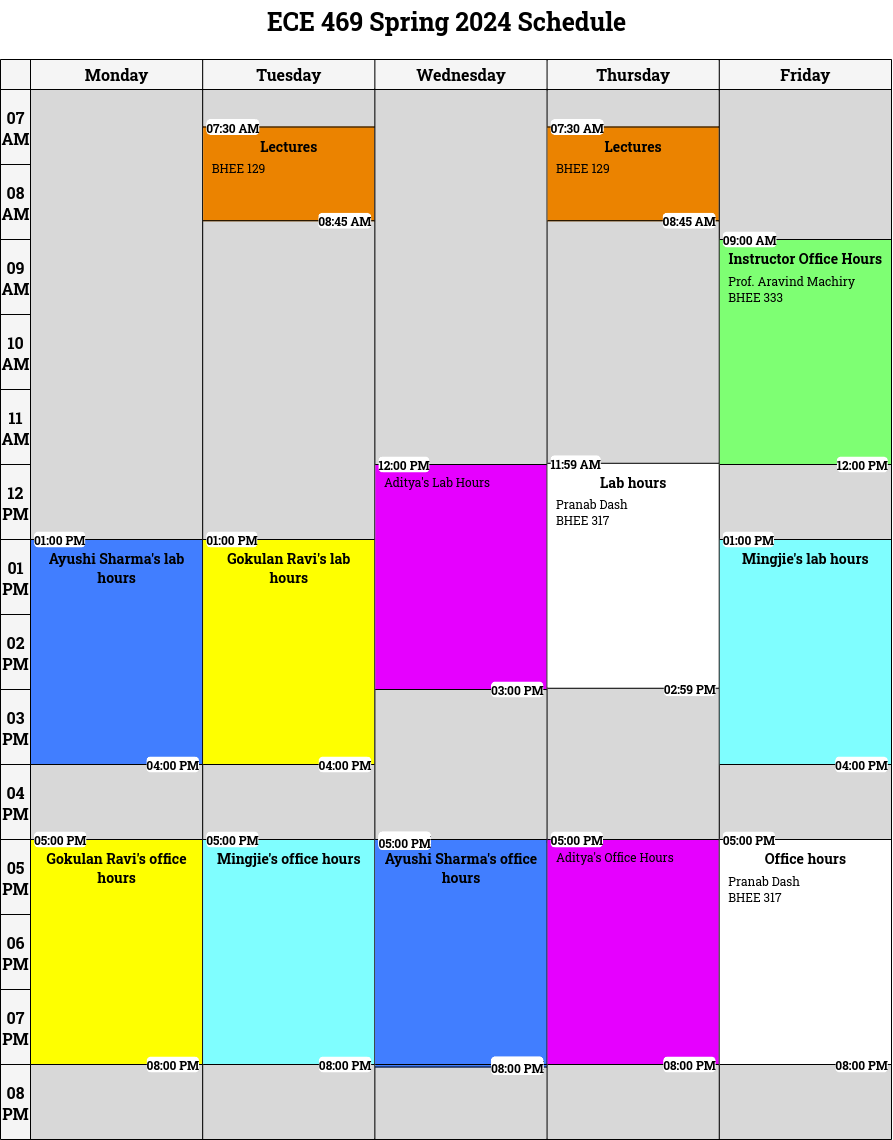 ECE 469 Spring 2024 Schedule
Monday
Tuesday
Wednesday
Thursday
Friday
07
AM
08
AM
09
AM
10
AM
11
AM
12
PM
01
PM
02
PM
03
PM
04
PM
05
PM
06
PM
07
PM
08
PM
01:00 PM
Ayushi Sharma's lab
hours
04:00 PM
05:00 PM
Gokulan Ravi's office
hours
08:00 PM
07:30 AM
Lectures
BHEE 129
08:45 AM
01:00 PM
Gokulan Ravi's lab
hours
04:00 PM
05:00 PM
Mingjie's office hours
08:00 PM
12:00 PM
Aditya's Lab Hours
03:00 PM
05:00 PM
Ayushi Sharma's office
hours
08:00 PM
07:30 AM
Lectures
BHEE 129
08:45 AM
11:59 AM
Lab hours
Pranab Dash
BHEE 317
02:59 PM
05:00 PM
Aditya's Office Hours
08:00 PM
09:00 AM
Instructor Office Hours
Prof. Aravind Machiry
BHEE 333
12:00 PM
01:00 PM
Mingjie's lab hours
04:00 PM
05:00 PM
Office hours
Pranab Dash
BHEE 317
08:00 PM